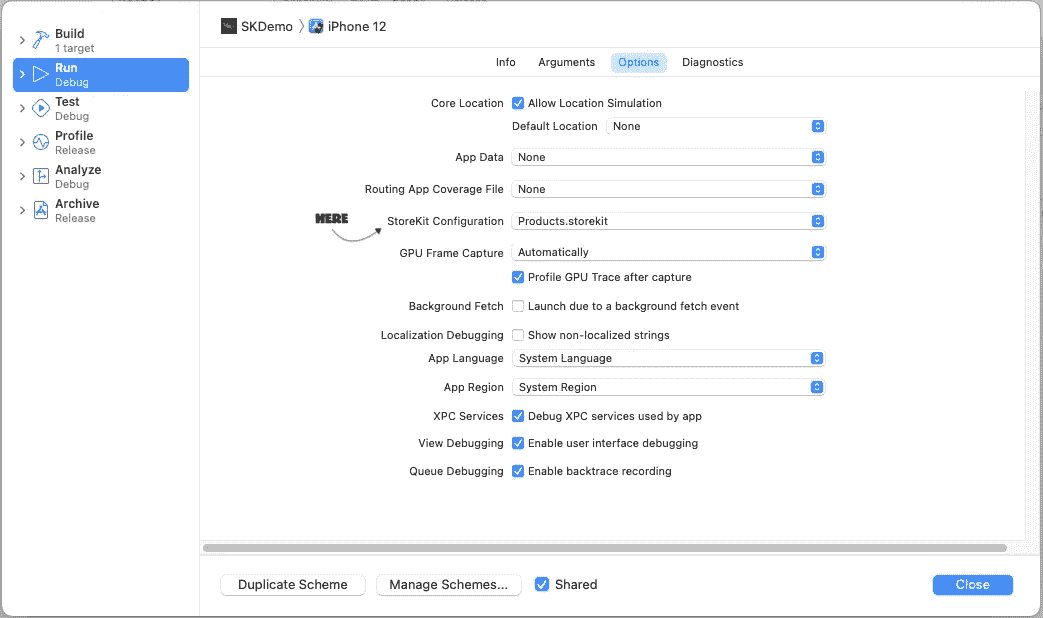 SKDemo iPhone 12
Build
1 target
Run
Debug
Test
Debug
Profile
Release
Analyze
Debug
Archive
Release
Info Arguments Options Diagnostics
Core Location Allow Location Simulation
Default Location None
App Data None
Routing App Coverage File None
HERE
StoreKit Configuration Products.storekit
GPU Frame Capture Automatically
Profile GPU Trace after capture
Background Fetch Launch due to a background fetch event
Localization Debugging Show non-localized strings
App Language System Language
App Region System Region
XPC Services Debug XPC services used by app
View Debugging Enable user interface debugging
Queue Debugging Enable backtrace recording
Duplicate Scheme Manage Schemes... Shared Close